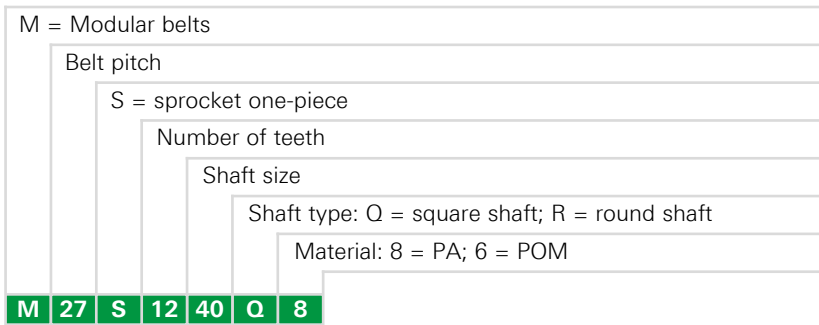 M = Modular belts
Belt pitch
S = sprocket one-piece
Number of teeth
Shaft size
Shaft type: Q = square shaft; R = round shaft
Material: 8 = PA; 6 = POM
M 27 S 12 40 Q 8